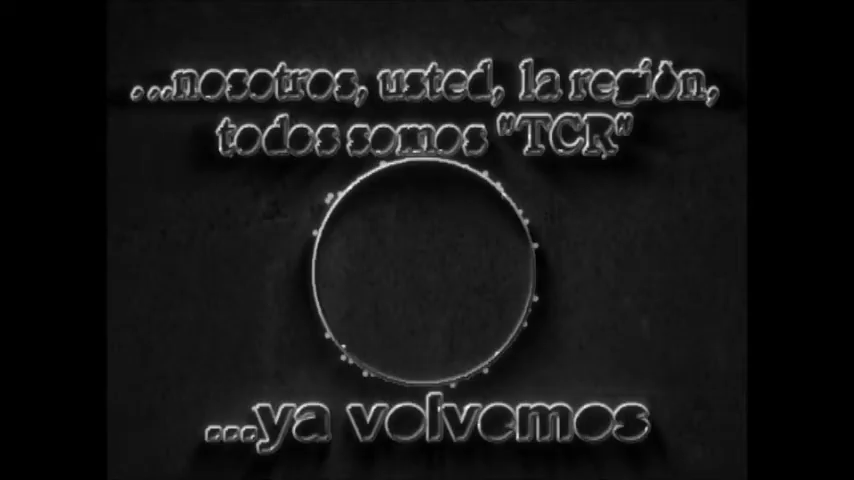 ...nosotros, usted, la región,
todos somos "TCR"
...ya volvemos